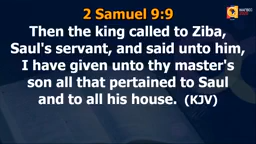 2 Samuel 9:9
Then the king called to Ziba,
Saul's servant, and said unto him,
I have given unto thy master's
son all that pertained to Saul
and to all his house. (KJV)